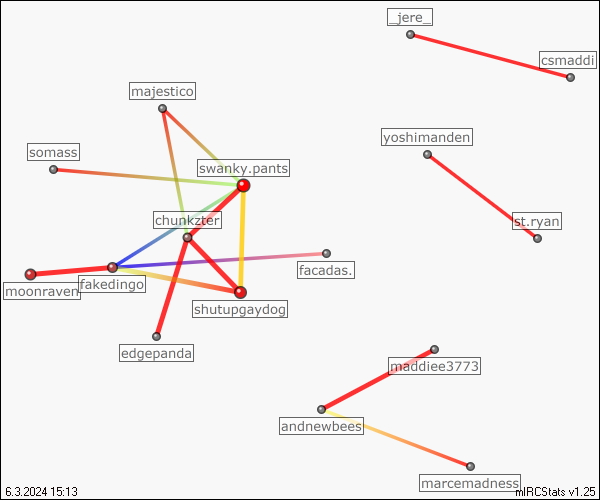 _jere_
csmaddi
majestico
yoshimanden
somass
swanky.pants
chunkzter
st.ryan
facadas.
fakedingo
moonraven
shutupgaydog
edgepanda
maddiee3773
andnewbees
marcemadness
6.3.2024 15:13
mIRCStats v1.25